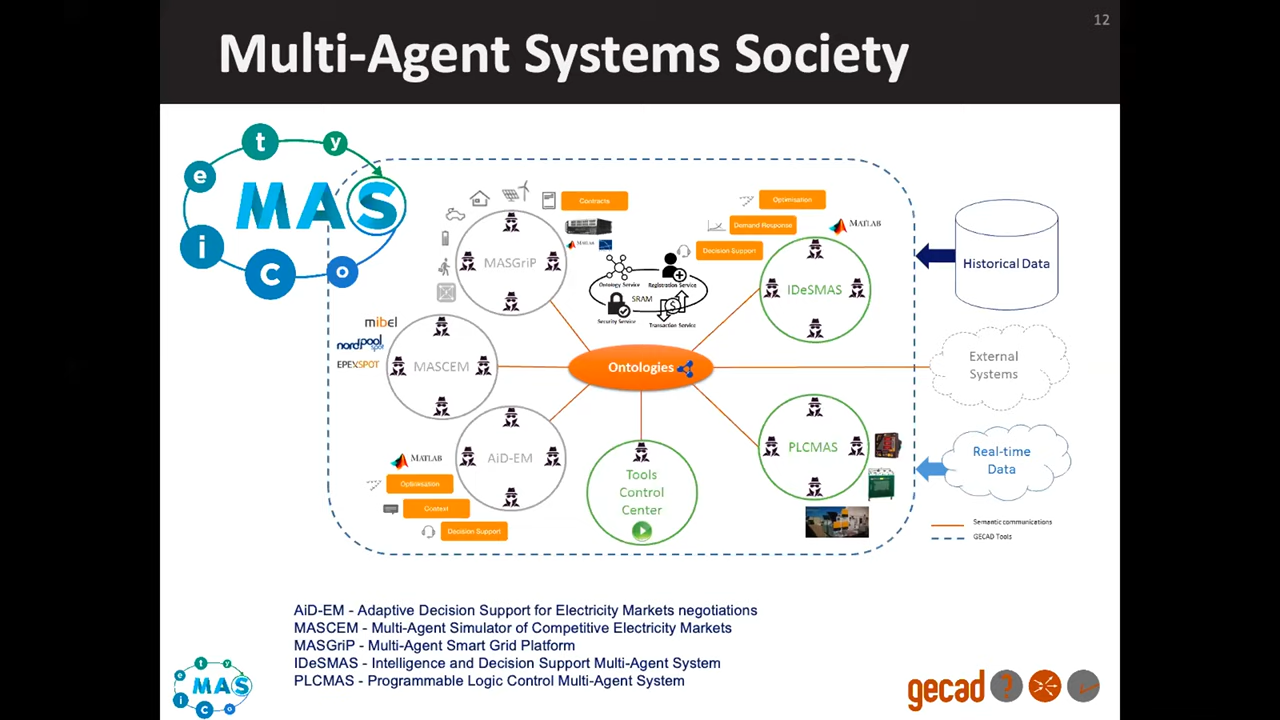 12
Multi-Agent Systems Society
MAS
S o c i e t y
Contracts
MATLAB
MASGriP
Optimisation
Demand Response
MATLAB
Decision Support
Ontology Service
Registration Service
SRAM
Security Service
Transaction Service
IDeSMAS
Historical Data
mibel
nordpool spot
EPEXSPOT
MASCEM
Ontologies
External
Systems
AiD-EM
MATLAB
Optimisation
Context
Decision Support
Tools
Control
Center
PLCMAS
Real-time
Data
Semantic communications
GECAD Tools
AiD-EM - Adaptive Decision Support for Electricity Markets negotiations
MASCEM - Multi-Agent Simulator of Competitive Electricity Markets
MASGriP - Multi-Agent Smart Grid Platform
IDeSMAS - Intelligence and Decision Support Multi-Agent System
PLCMAS - Programmable Logic Control Multi-Agent System
MAS
o c i e t y
gecad